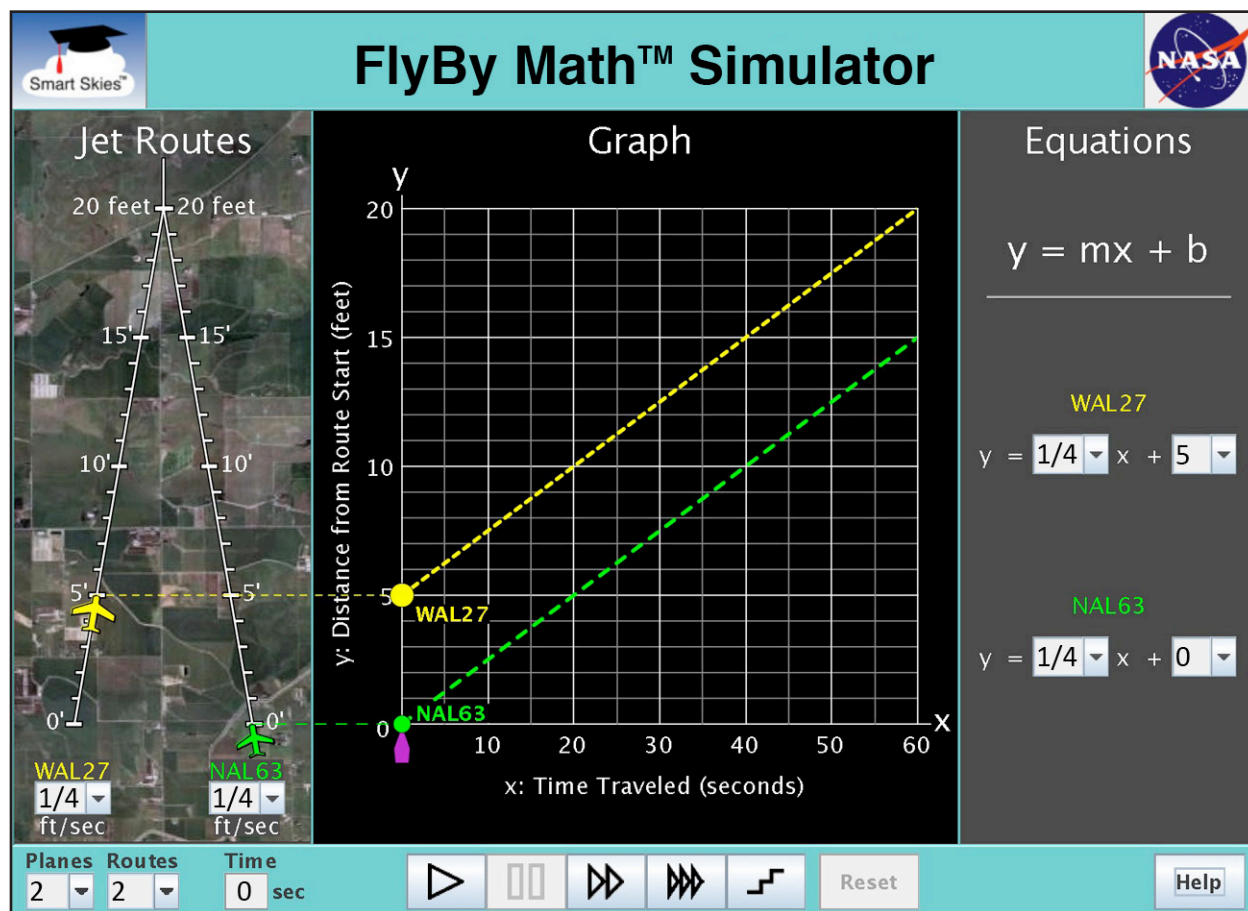 Smart Skies™
FlyBy Math™ Simulator
NASA
Jet Routes
20 feet 20 feet
15' 15'
10' 10'
5' 5'
0' 0'
WAL27 NAL63
1/4 1/4
ft/sec ft/sec
Graph
y
y: Distance from Route Start (feet)
20
15
10
5
0
WAL27
NAL63
x
10 20 30 40 50 60
x: Time Traveled (seconds)
Equations
y = mx + b
WAL27
y = 1/4 x + 5
NAL63
y = 1/4 x + 0
Planes Routes Time
2 2 0 sec
Reset
Help